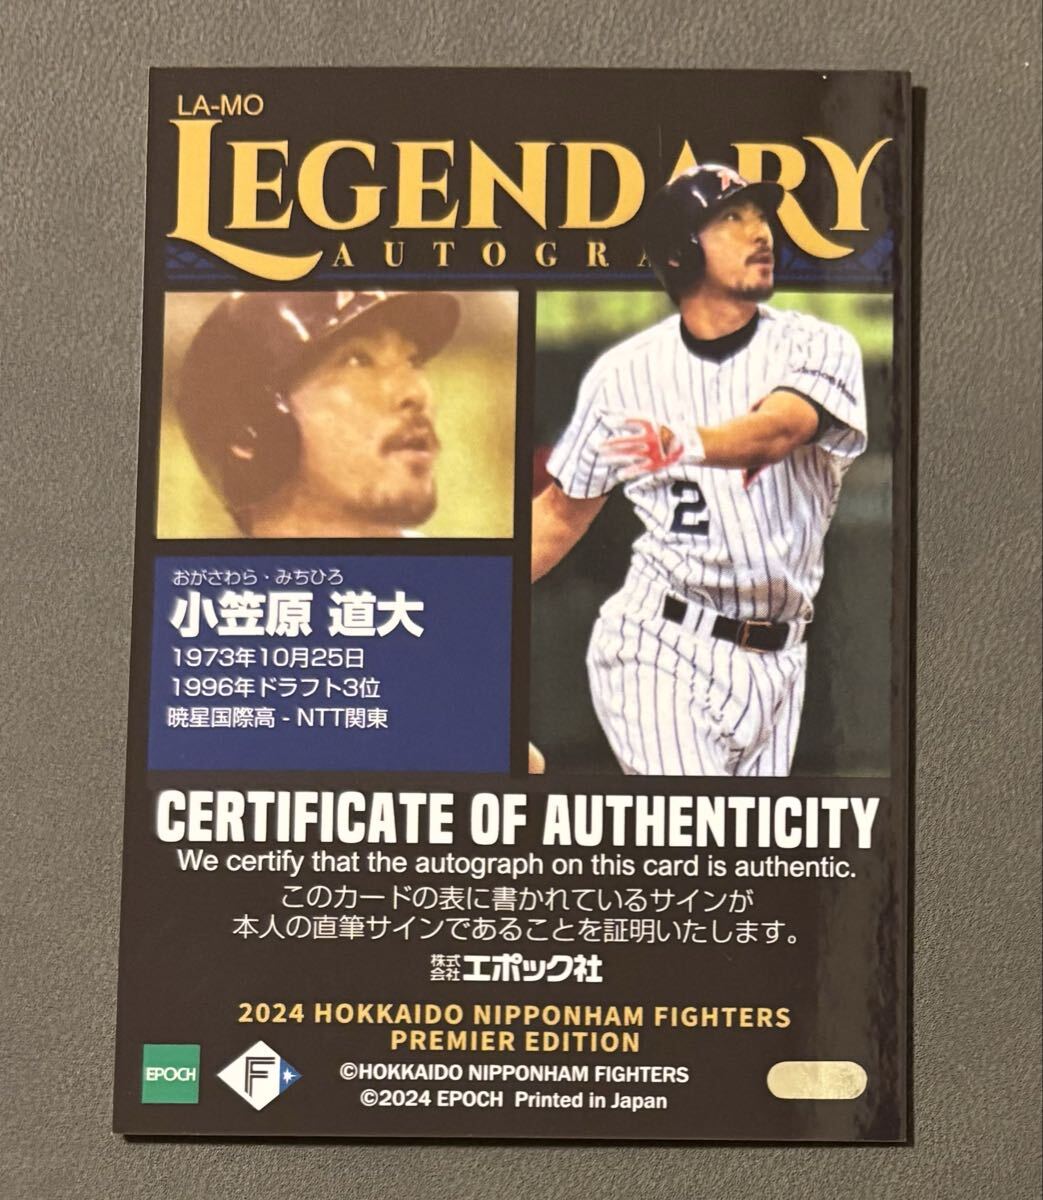 LA-MO
LEGENDARY
AUTOGRA
2
おがさわら・みちひろ
小笠原 道大
1973年10月25日
1996年ドラフト3位
暁星国際高 - NTT関東
CERTIFICATE OF AUTHENTICITY
We certify that the autograph on this card is authentic.
このカードの表に書かれているサインが
本人の直筆サインであることを証明いたします。
株式会社エポック社
2024 HOKKAIDO NIPPONHAM FIGHTERS
PREMIER EDITION
EPOCH
F
©HOKKAIDO NIPPONHAM FIGHTERS
©2024 EPOCH Printed in Japan